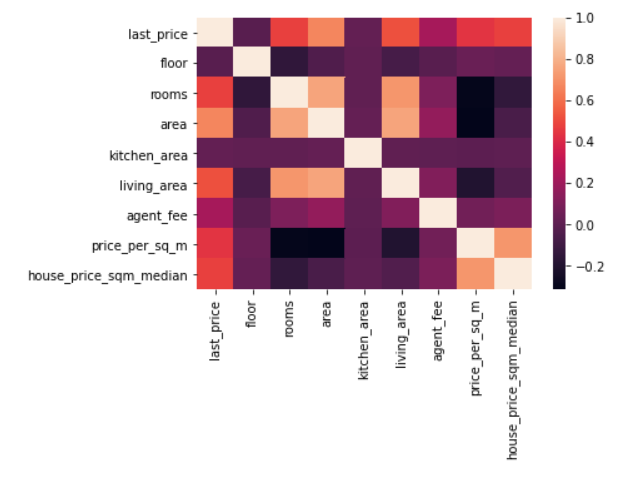 last_price
floor
rooms
area
kitchen_area
living_area
agent_fee
price_per_sq_m
house_price_sqm_median
last_price
floor
rooms
area
kitchen_area
living_area
agent_fee
price_per_sq_m
house_price_sqm_median
1.0
0.8
0.6
0.4
0.2
0.0
−0.2